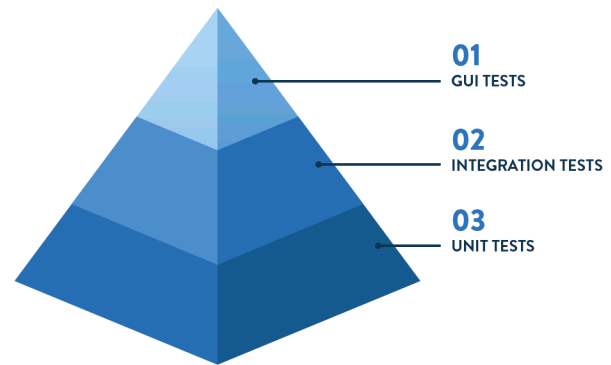 01
GUI TESTS
02
INTEGRATION TESTS
03
UNIT TESTS